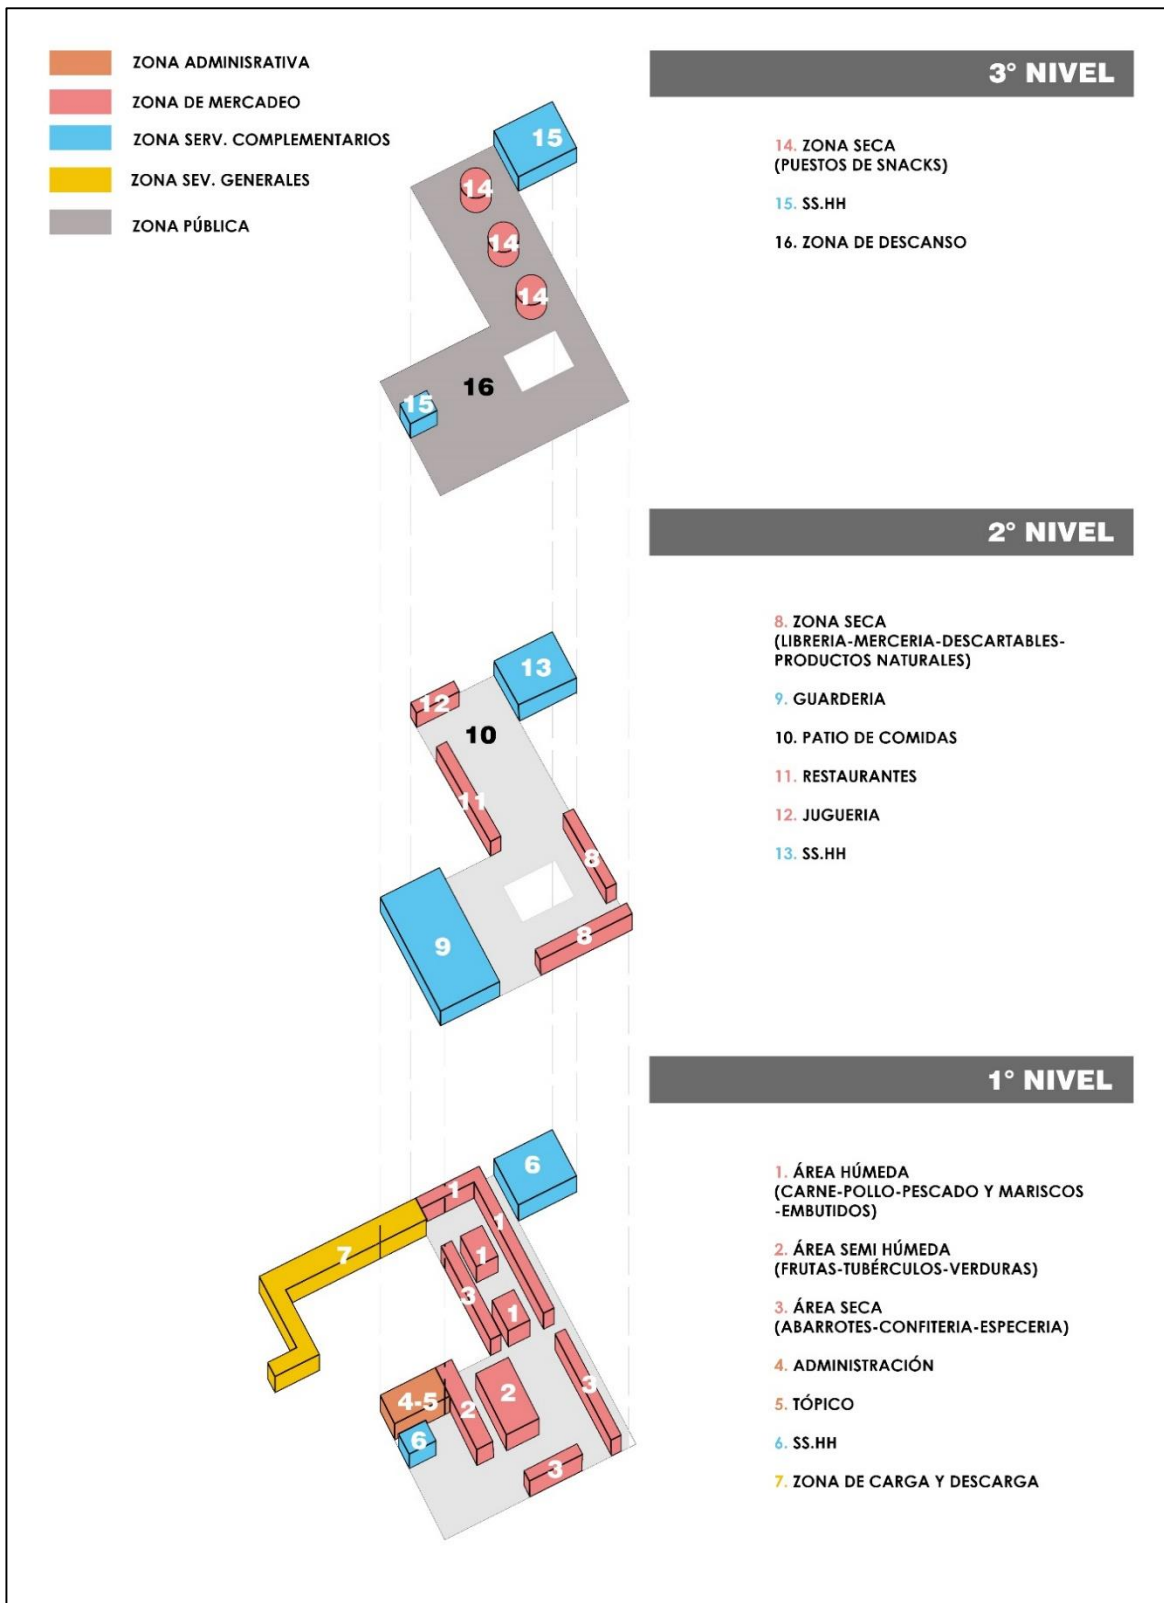 ZONA ADMINISRATIVA
ZONA DE MERCADEO
ZONA SERV. COMPLEMENTARIOS
ZONA SEV. GENERALES
ZONA PÚBLICA
3° NIVEL
14. ZONA SECA
(PUESTOS DE SNACKS)
15. SS.HH
16. ZONA DE DESCANSO
15
14
14
14
16
15
2° NIVEL
8. ZONA SECA
(LIBRERIA-MERCERIA-DESCARTABLES-
PRODUCTOS NATURALES)
9. GUARDERIA
10. PATIO DE COMIDAS
11. RESTAURANTES
12. JUGUERIA
13. SS.HH
13
12
10
11
8
8
9
1° NIVEL
1. ÁREA HÚMEDA
(CARNE-POLLO-PESCADO Y MARISCOS
-EMBUTIDOS)
2. ÁREA SEMI HÚMEDA
(FRUTAS-TUBÉRCULOS-VERDURAS)
3. ÁREA SECA
(ABARROTES-CONFITERIA-ESPECERIA)
4. ADMINISTRACIÓN
5. TÓPICO
6. SS.HH
7. ZONA DE CARGA Y DESCARGA
6
1
1
7
1
3
1
4-5
2
2
3
6
3